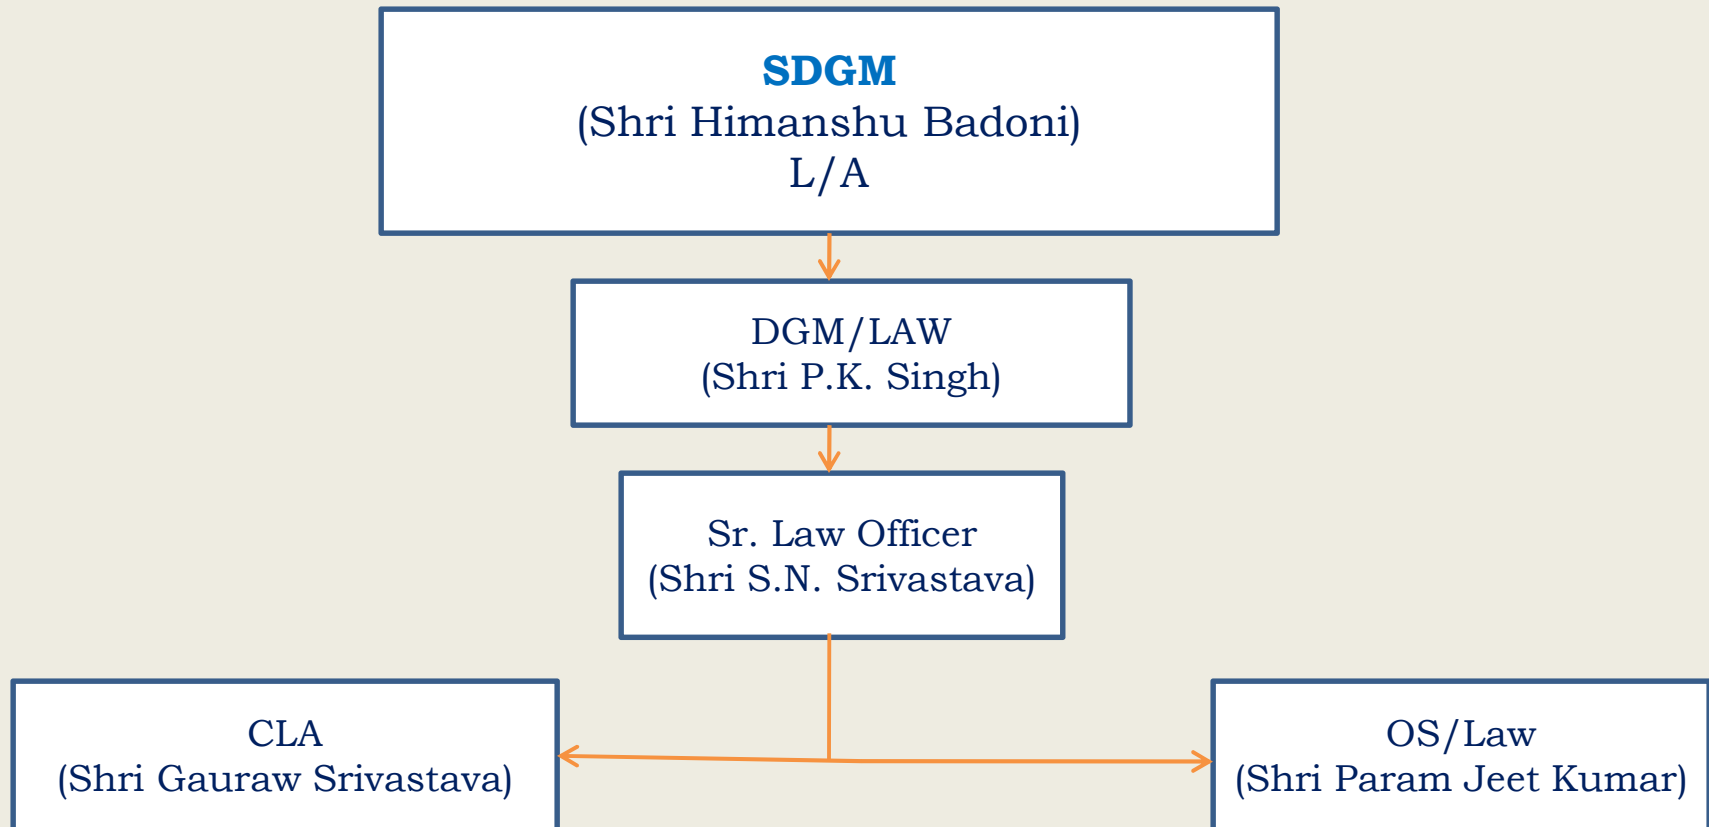 SDGM
(Shri Himanshu Badoni)
L/A
DGM/LAW
(Shri P.K. Singh)
Sr. Law Officer
(Shri S.N. Srivastava)
CLA
(Shri Gauraw Srivastava)
OS/Law
(Shri Param Jeet Kumar)